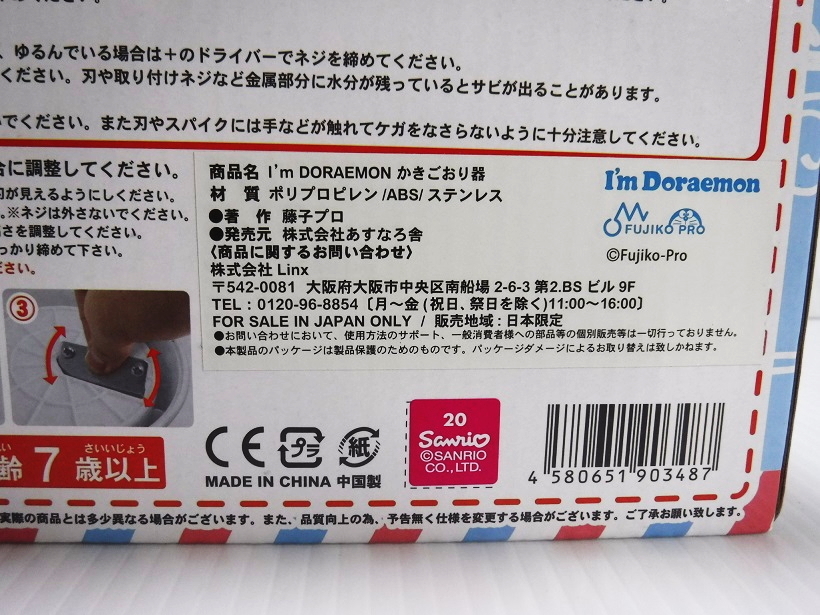 、ゆるんでいる場合は＋のドライバーでネジを締めてください。
ください。刃や取り付けネジなど金属部分に水分が残っているとサビが出ることがあります。
いでください。また刃やスパイクには手などが触れてケガをなさらないように十分注意してください。
合に調整してください。
刃が見えるようにしください。
。※ネジは外さないでください。
高さを調整してください。
っかり締めて下さい。
ださい。
③
商品名 I'm DORAEMON かきごおり器
材 質 ポリプロピレン/ABS/ステンレス
●著 作 藤子プロ
●発売元 株式会社あすなろ舎
〈商品に関するお問い合わせ〉
株式会社 Linx
〒542-0081 大阪府大阪市中央区南船場 2-6-3 第2.BS ビル 9F
TEL : 0120-96-8854〔月～金(祝日、祭日を除く)11:00～16:00〕
FOR SALE IN JAPAN ONLY / 販売地域:日本限定
●お問い合わせにおいて、使用方法のサポート、一般消費者様への部品等の個別販売等は一切行っておりません。
●本製品のパッケージは製品保護のためのものです。パッケージダメージによるお取り替えは致しかねます。
I'm Doraemon
FUJIKO PRO
©Fujiko-Pro
さいいじょう
齢 7 歳以上
CE プラ 紙
MADE IN CHINA 中国製
20
Sanrio
©SANRIO
CO.,LTD.
4 580651 903487
実際の商品とは多少異なる場合がございます。また、品質向上の為、予告無く仕様を変更する場合がございます。ご了承お願い致します。